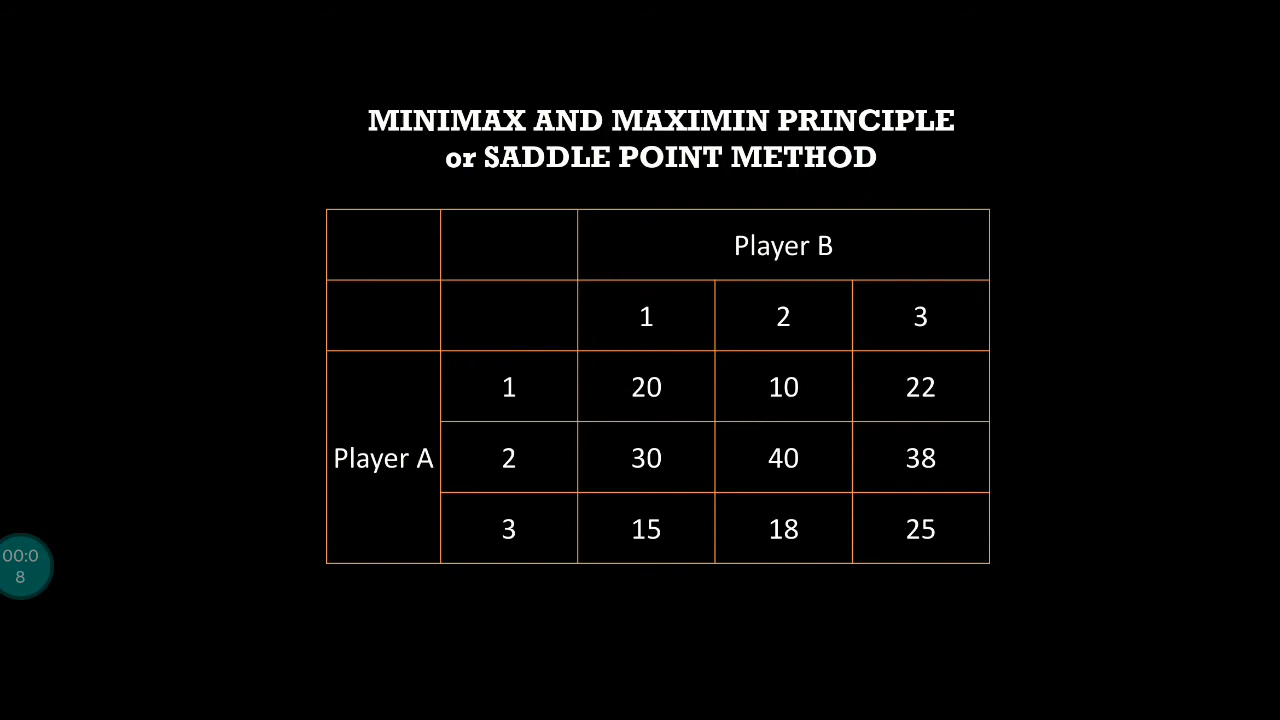 MINIMAX AND MAXIMIN PRINCIPLE
or SADDLE POINT METHOD
Player B
1 2 3
1 20 10 22
Player A 2 30 40 38
3 15 18 25
00:0
8